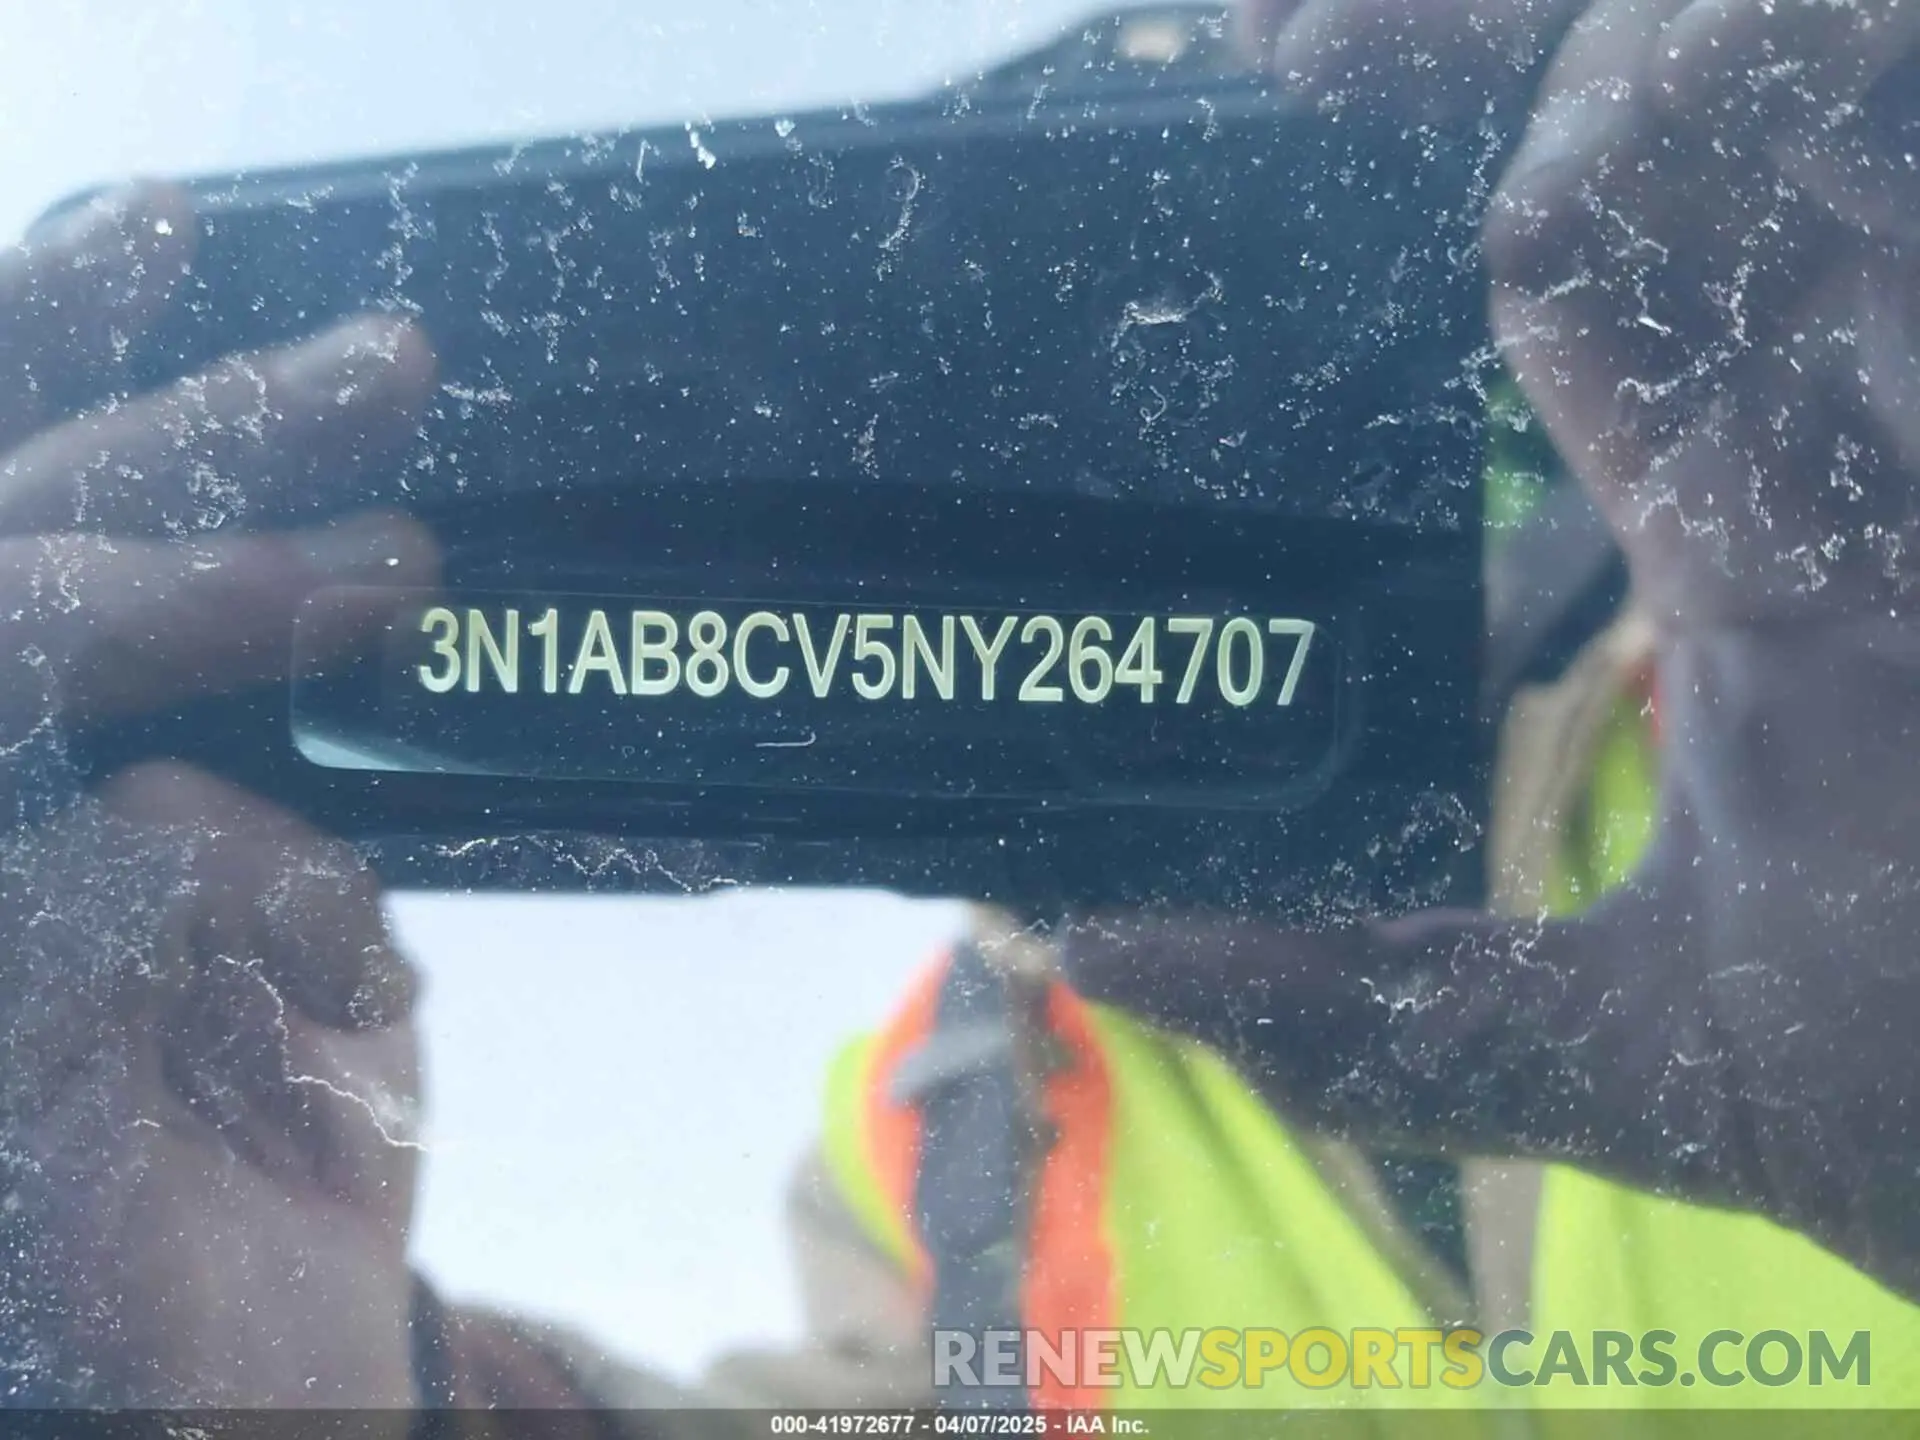 3N1AB8CV5NY264707
RENEWSPORTSCARS.COM
000-41972677 - 04/07/2025 - IAA Inc.